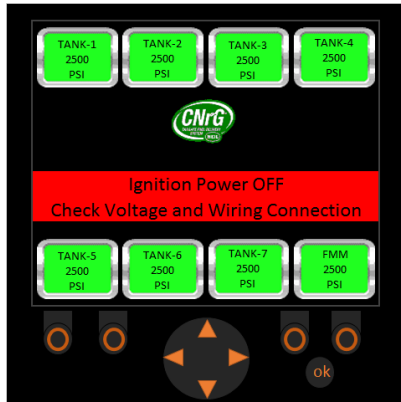 TANK-1
2500
PSI
TANK-2
2500
PSI
TANK-3
2500
PSI
TANK-4
2500
PSI
CNrG
Ignition Power OFF
Check Voltage and Wiring Connection
TANK-5
2500
PSI
TANK-6
2500
PSI
TANK-7
2500
PSI
FMM
2500
PSI
ok